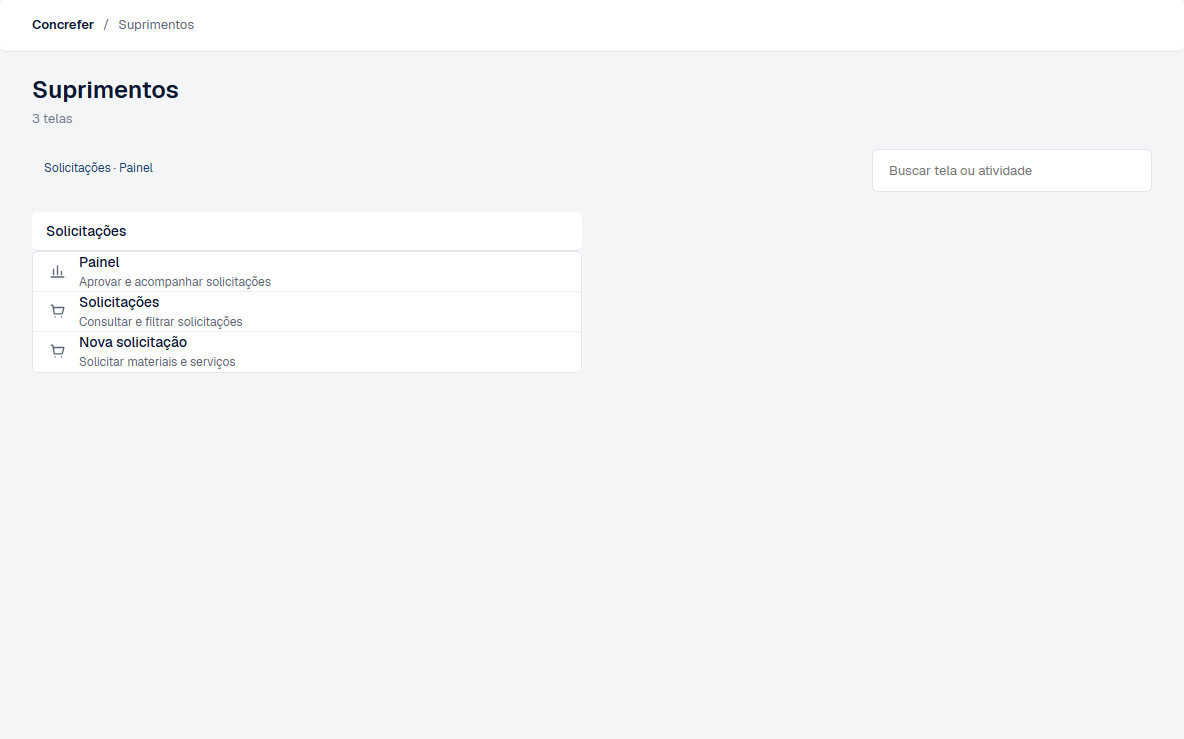 Concrefer / Suprimentos
Suprimentos
3 telas
Solicitações · Painel
Buscar tela ou atividade
Solicitações
Painel
Aprovar e acompanhar solicitações
Solicitações
Consultar e filtrar solicitações
Nova solicitação
Solicitar materiais e serviços